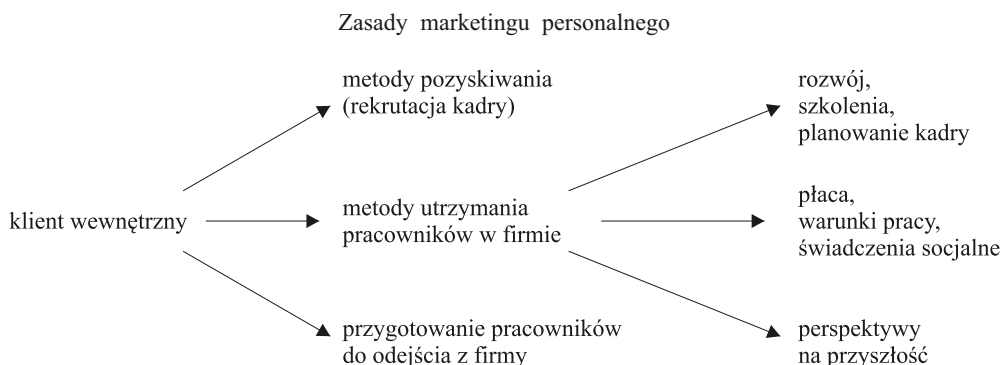 Zasady marketingu personalnego
metody pozyskiwania
(rekrutacja kadry)
rozwój,
szkolenia,
planowanie kadry
klient wewnętrzny
metody utrzymania
pracowników w firmie
płaca,
warunki pracy,
świadczenia socjalne
przygotowanie pracowników
do odejścia z firmy
perspektywy
na przyszłość